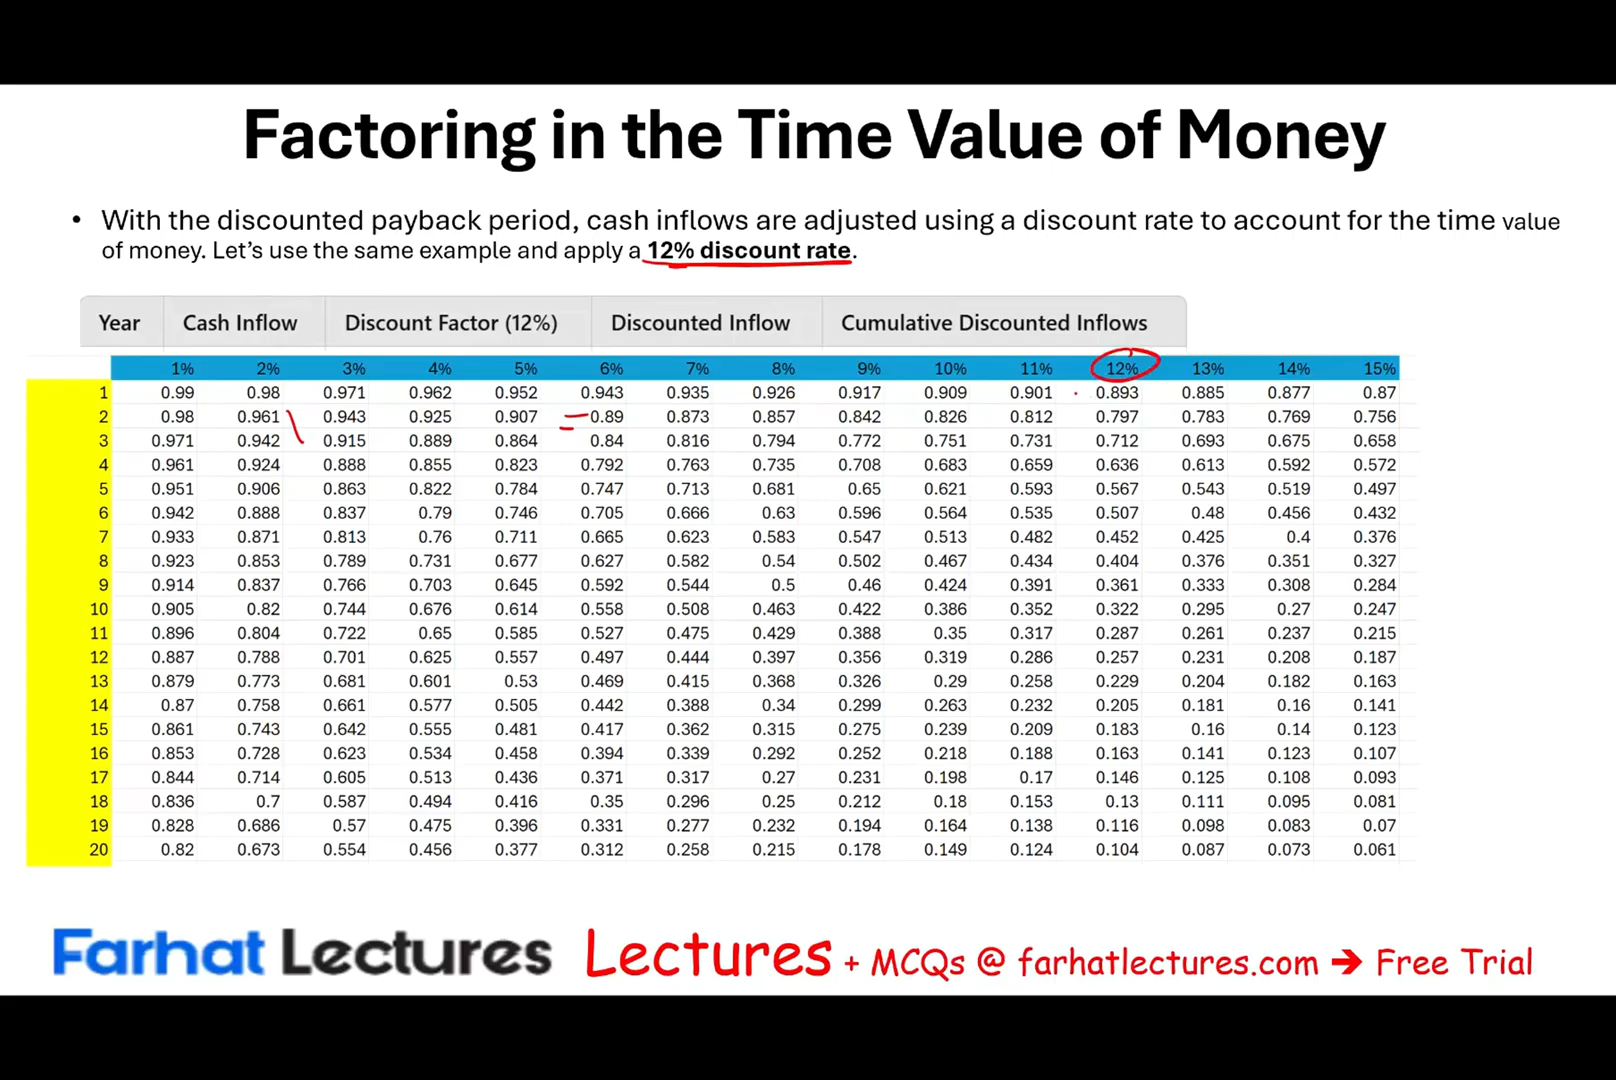 Factoring in the Time Value of Money
• With the discounted payback period, cash inflows are adjusted using a discount rate to account for the time value
of money. Let's use the same example and apply a 12% discount rate.
Year Cash Inflow Discount Factor (12%) Discounted Inflow Cumulative Discounted Inflows
1% 2% 3% 4% 5% 6% 7% 8% 9% 10% 11% 12% 13% 14% 15%
1 0.99 0.98 0.971 0.962 0.952 0.943 0.935 0.926 0.917 0.909 0.901 0.893 0.885 0.877 0.87
2 0.98 0.961 0.943 0.925 0.907 0.89 0.873 0.857 0.842 0.826 0.812 0.797 0.783 0.769 0.756
3 0.971 0.942 0.915 0.889 0.864 0.84 0.816 0.794 0.772 0.751 0.731 0.712 0.693 0.675 0.658
4 0.961 0.924 0.888 0.855 0.823 0.792 0.763 0.735 0.708 0.683 0.659 0.636 0.613 0.592 0.572
5 0.951 0.906 0.863 0.822 0.784 0.747 0.713 0.681 0.65 0.621 0.593 0.567 0.543 0.519 0.497
6 0.942 0.888 0.837 0.79 0.746 0.705 0.666 0.63 0.596 0.564 0.535 0.507 0.48 0.456 0.432
7 0.933 0.871 0.813 0.76 0.711 0.665 0.623 0.583 0.547 0.513 0.482 0.452 0.425 0.4 0.376
8 0.923 0.853 0.789 0.731 0.677 0.627 0.582 0.54 0.502 0.467 0.434 0.404 0.376 0.351 0.327
9 0.914 0.837 0.766 0.703 0.645 0.592 0.544 0.5 0.46 0.424 0.391 0.361 0.333 0.308 0.284
10 0.905 0.82 0.744 0.676 0.614 0.558 0.508 0.463 0.422 0.386 0.352 0.322 0.295 0.27 0.247
11 0.896 0.804 0.722 0.65 0.585 0.527 0.475 0.429 0.388 0.35 0.317 0.287 0.261 0.237 0.215
12 0.887 0.788 0.701 0.625 0.557 0.497 0.444 0.397 0.356 0.319 0.286 0.257 0.231 0.208 0.187
13 0.879 0.773 0.681 0.601 0.53 0.469 0.415 0.368 0.326 0.29 0.258 0.229 0.204 0.182 0.163
14 0.87 0.758 0.661 0.577 0.505 0.442 0.388 0.34 0.299 0.263 0.232 0.205 0.181 0.16 0.141
15 0.861 0.743 0.642 0.555 0.481 0.417 0.362 0.315 0.275 0.239 0.209 0.183 0.16 0.14 0.123
16 0.853 0.728 0.623 0.534 0.458 0.394 0.339 0.292 0.252 0.218 0.188 0.163 0.141 0.123 0.107
17 0.844 0.714 0.605 0.513 0.436 0.371 0.317 0.27 0.231 0.198 0.17 0.146 0.125 0.108 0.093
18 0.836 0.7 0.587 0.494 0.416 0.35 0.296 0.25 0.212 0.18 0.153 0.13 0.111 0.095 0.081
19 0.828 0.686 0.57 0.475 0.396 0.331 0.277 0.232 0.194 0.164 0.138 0.116 0.098 0.083 0.07
20 0.82 0.673 0.554 0.456 0.377 0.312 0.258 0.215 0.178 0.149 0.124 0.104 0.087 0.073 0.061
Farhat Lectures Lectures + MCQs @ farhatlectures.com → Free Trial